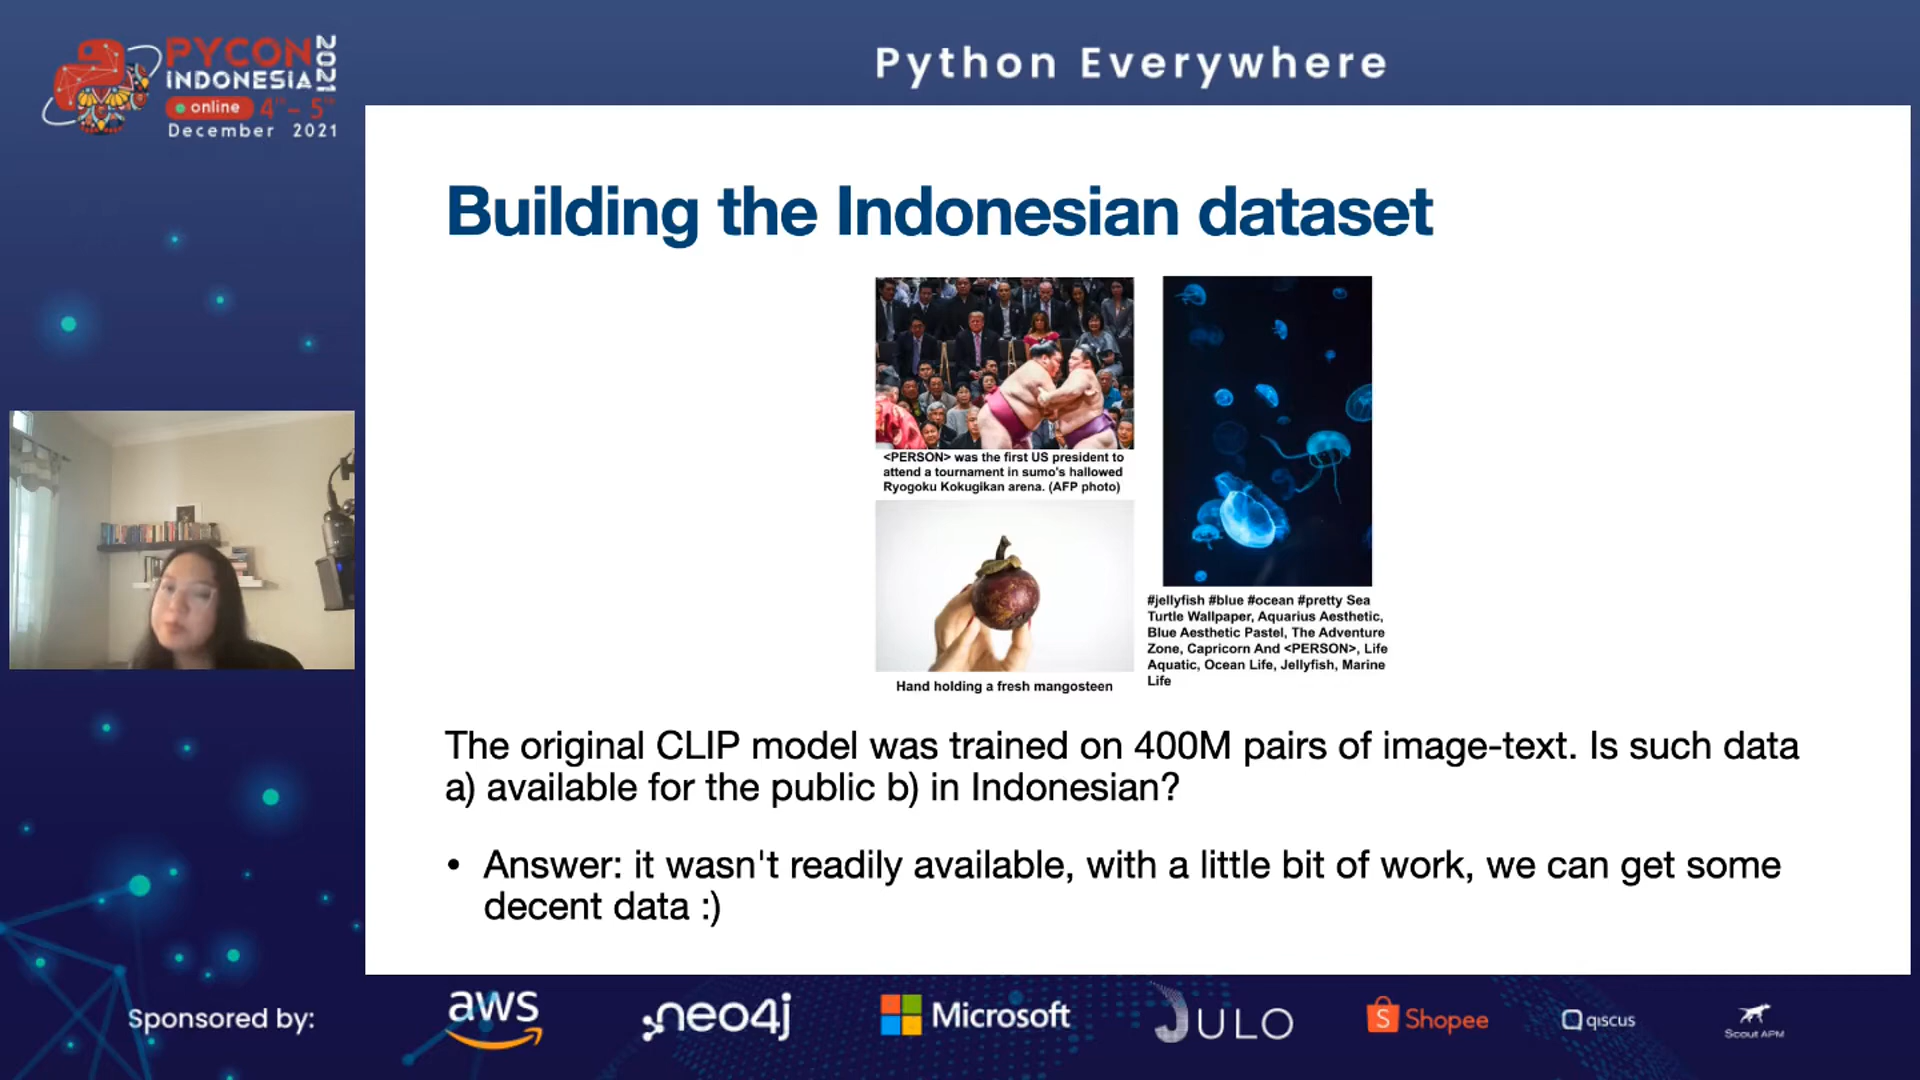 PYCON
INDONESIA
2021
online 4th - 5th
December 2021
Python Everywhere
Building the Indonesian dataset
<PERSON> was the first US president to
attend a tournament in sumo's hallowed
Ryogoku Kokugikan arena. (AFP photo)
Hand holding a fresh mangosteen
#jellyfish #blue #ocean #pretty Sea
Turtle Wallpaper, Aquarius Aesthetic,
Blue Aesthetic Pastel, The Adventure
Zone, Capricorn And <PERSON>, Life
Aquatic, Ocean Life, Jellyfish, Marine
Life
The original CLIP model was trained on 400M pairs of image-text. Is such data
a) available for the public b) in Indonesian?
• Answer: it wasn't readily available, with a little bit of work, we can get some
decent data :)
Sponsored by:
aws
neo4j
Microsoft
JULO
Shopee
qiscus
Scout APM